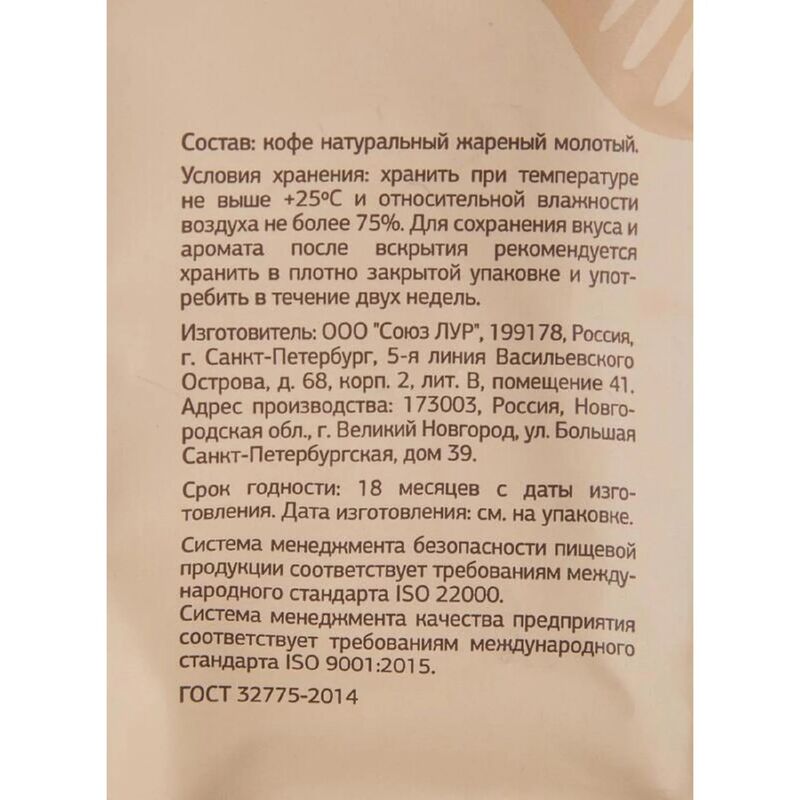 Состав: кофе натуральный жареный молотый.
Условия хранения: хранить при температуре
не выше +25ºС и относительной влажности
воздуха не более 75%. Для сохранения вкуса и
аромата после вскрытия рекомендуется
хранить в плотно закрытой упаковке и упот-
ребить в течение двух недель.
Изготовитель: ООО "Союз ЛУР", 199178, Россия,
г. Санкт-Петербург, 5-я линия Васильевского
Острова, д. 68, корп. 2, лит. В, помещение 41.
Адрес производства: 173003, Россия, Новго-
родская обл., г. Великий Новгород, ул. Большая
Санкт-Петербургская, дом 39.
Срок годности: 18 месяцев с даты изго-
товления. Дата изготовления: см. на упаковке.
Система менеджмента безопасности пищевой
продукции соответствует требованиям между-
народного стандарта ISO 22000.
Система менеджмента качества предприятия
соответствует требованиям международного
стандарта ISO 9001:2015.
ГОСТ 32775-2014